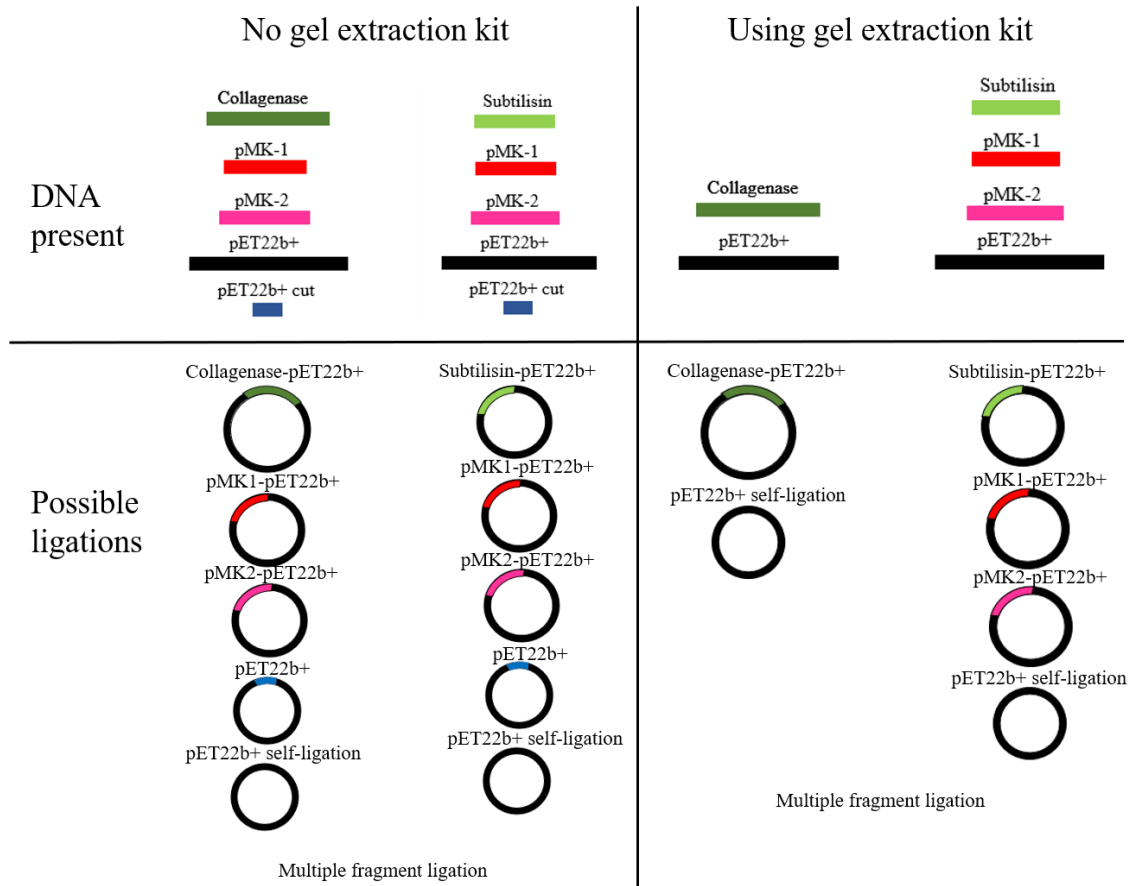 No gel extraction kit
Using gel extraction kit
DNA
present
Collagenase
pMK-1
pMK-2
pET22b+
pET22b+ cut
Subtilisin
pMK-1
pMK-2
pET22b+
pET22b+ cut
Collagenase
pET22b+
Subtilisin
pMK-1
pMK-2
pET22b+
Possible
ligations
Collagenase-pET22b+
pMK1-pET22b+
pMK2-pET22b+
pET22b+
pET22b+ self-ligation
Subtilisin-pET22b+
pMK1-pET22b+
pMK2-pET22b+
pET22b+
pET22b+ self-ligation
Multiple fragment ligation
Collagenase-pET22b+
pET22b+ self-ligation
Subtilisin-pET22b+
pMK1-pET22b+
pMK2-pET22b+
pET22b+ self-ligation
Multiple fragment ligation